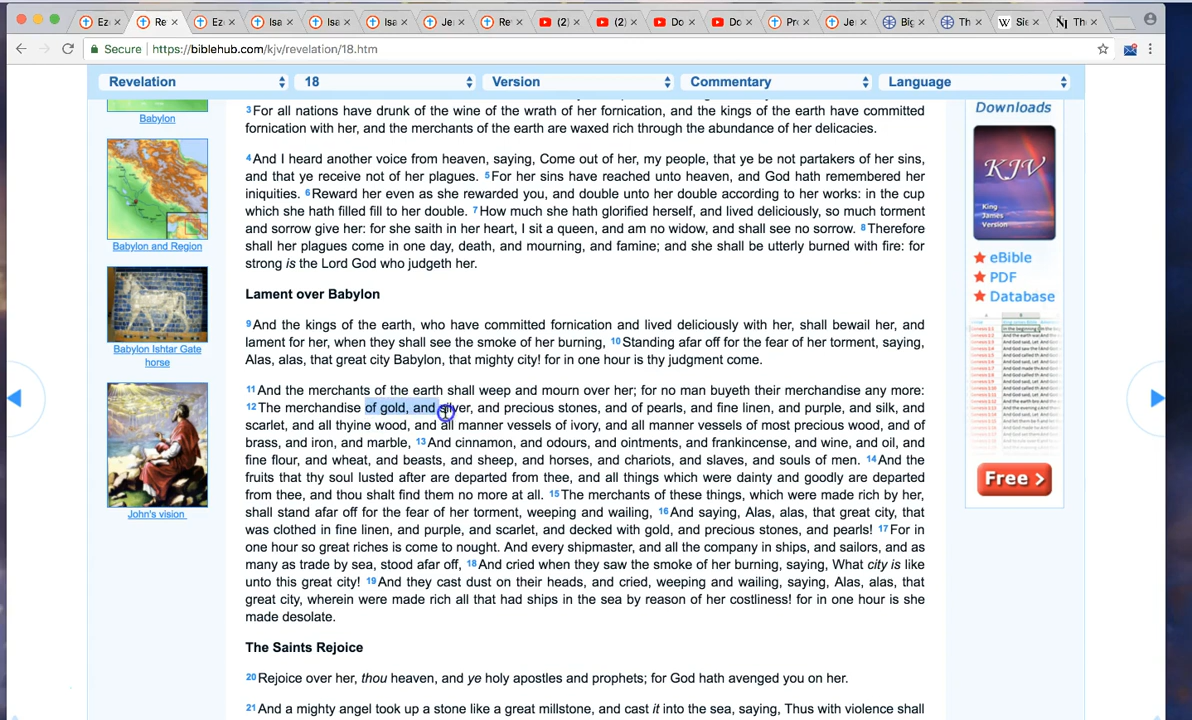 Ez
Re
Ez
Isa
Isa
Isa
Je
Re
(2)
(2)
Do
Do
Pr
Je
Big
Th
W Sie
Th
Secure https://biblehub.com/kjv/revelation/18.htm
Revelation 18 Version Commentary Language
Babylon
Babylon and Region
Babylon Ishtar Gate
horse
John's vision
3For all nations have drunk of the wine of the wrath of her fornication, and the kings of the earth have committed
fornication with her, and the merchants of the earth are waxed rich through the abundance of her delicacies.
4And I heard another voice from heaven, saying, Come out of her, my people, that ye be not partakers of her sins,
and that ye receive not of her plagues. 5For her sins have reached unto heaven, and God hath remembered her
iniquities. 6Reward her even as she rewarded you, and double unto her double according to her works: in the cup
which she hath filled fill to her double. 7How much she hath glorified herself, and lived deliciously, so much torment
and sorrow give her: for she saith in her heart, I sit a queen, and am no widow, and shall see no sorrow. 8Therefore
shall her plagues come in one day, death, and mourning, and famine; and she shall be utterly burned with fire: for
strong is the Lord God who judgeth her.
Lament over Babylon
9And the kings of the earth, who have committed fornication and lived deliciously with her, shall bewail her, and
lament for her, when they shall see the smoke of her burning, 10Standing afar off for the fear of her torment, saying,
Alas, alas, that great city Babylon, that mighty city! for in one hour is thy judgment come.
11And the merchants of the earth shall weep and mourn over her; for no man buyeth their merchandise any more:
12The merchandise of gold, and silver, and precious stones, and of pearls, and fine linen, and purple, and silk, and
scarlet, and all thyine wood, and all manner vessels of ivory, and all manner vessels of most precious wood, and of
brass, and iron, and marble, 13And cinnamon, and odours, and ointments, and frankincense, and wine, and oil, and
fine flour, and wheat, and beasts, and sheep, and horses, and chariots, and slaves, and souls of men. 14And the
fruits that thy soul lusted after are departed from thee, and all things which were dainty and goodly are departed
from thee, and thou shalt find them no more at all. 15The merchants of these things, which were made rich by her,
shall stand afar off for the fear of her torment, weeping and wailing, 16And saying, Alas, alas, that great city, that
was clothed in fine linen, and purple, and scarlet, and decked with gold, and precious stones, and pearls! 17For in
one hour so great riches is come to nought. And every shipmaster, and all the company in ships, and sailors, and as
many as trade by sea, stood afar off, 18And cried when they saw the smoke of her burning, saying, What city is like
unto this great city! 19And they cast dust on their heads, and cried, weeping and wailing, saying, Alas, alas, that
great city, wherein were made rich all that had ships in the sea by reason of her costliness! for in one hour is she
made desolate.
The Saints Rejoice
20Rejoice over her, thou heaven, and ye holy apostles and prophets; for God hath avenged you on her.
21And a mighty angel took up a stone like a great millstone, and cast it into the sea, saying, Thus with violence shall
Downloads
KJV
King
James
Version
eBible
PDF
Database
Free >